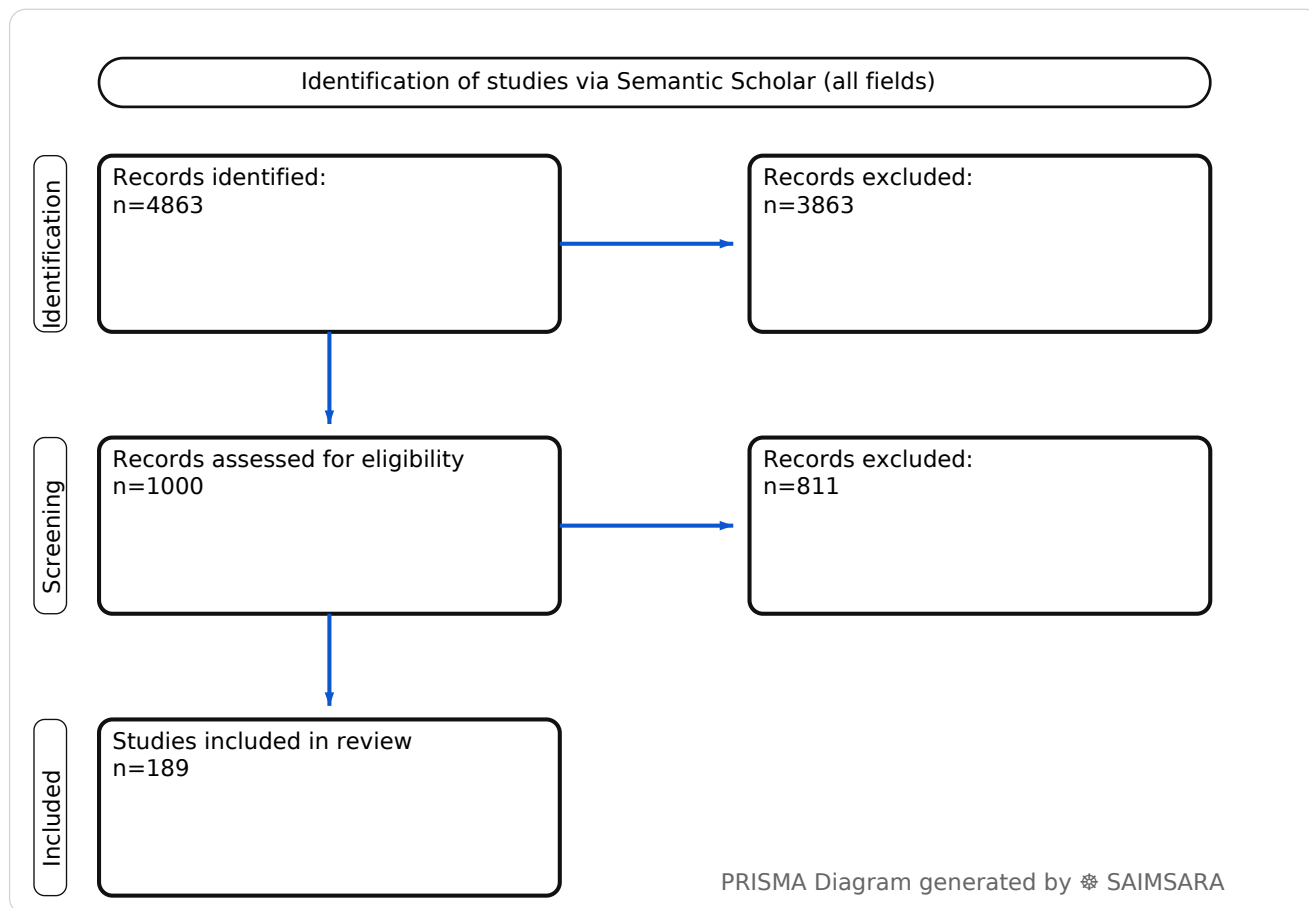 Identification of studies via Semantic Scholar (all fields)
Identification
Records identified:
n=4863
Records excluded:
n=3863
Screening
Records assessed for eligibility
n=1000
Records excluded:
n=811
Included
Studies included in review
n=189
PRISMA Diagram generated by ☸ SAIMSARA